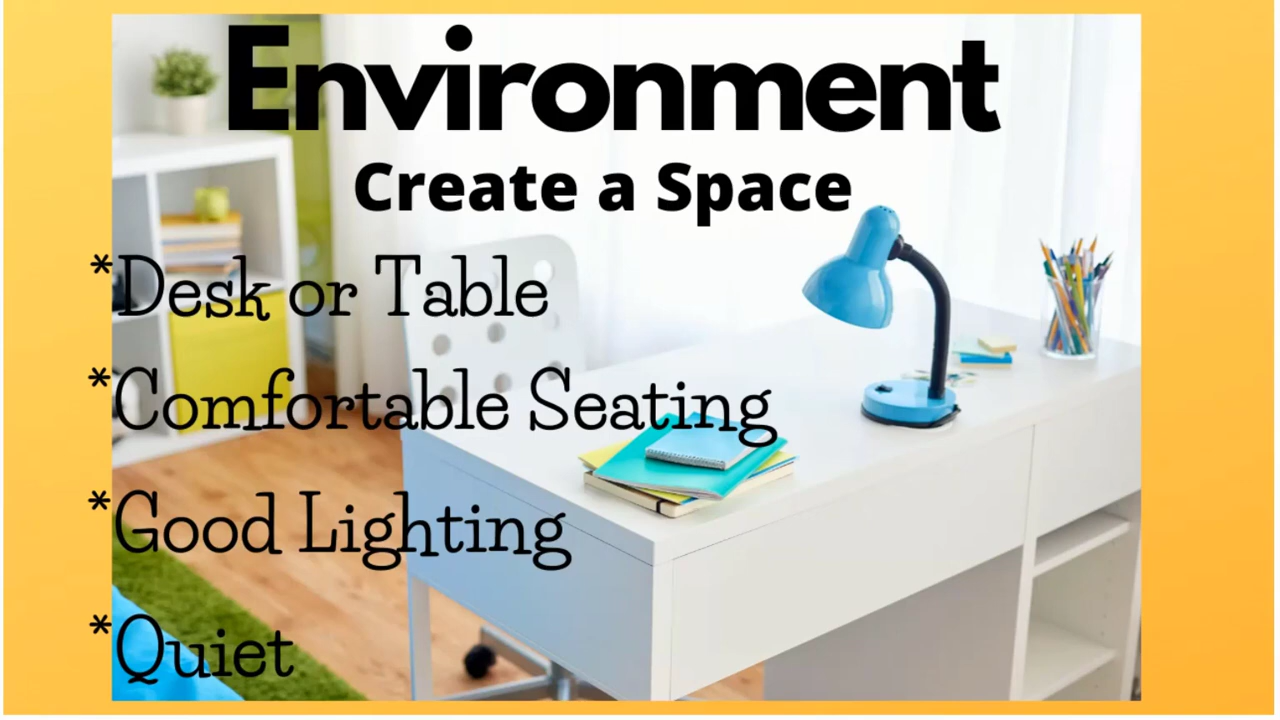 Environment
Create a Space
*Desk or Table
*Comfortable Seating
*Good Lighting
*Quiet